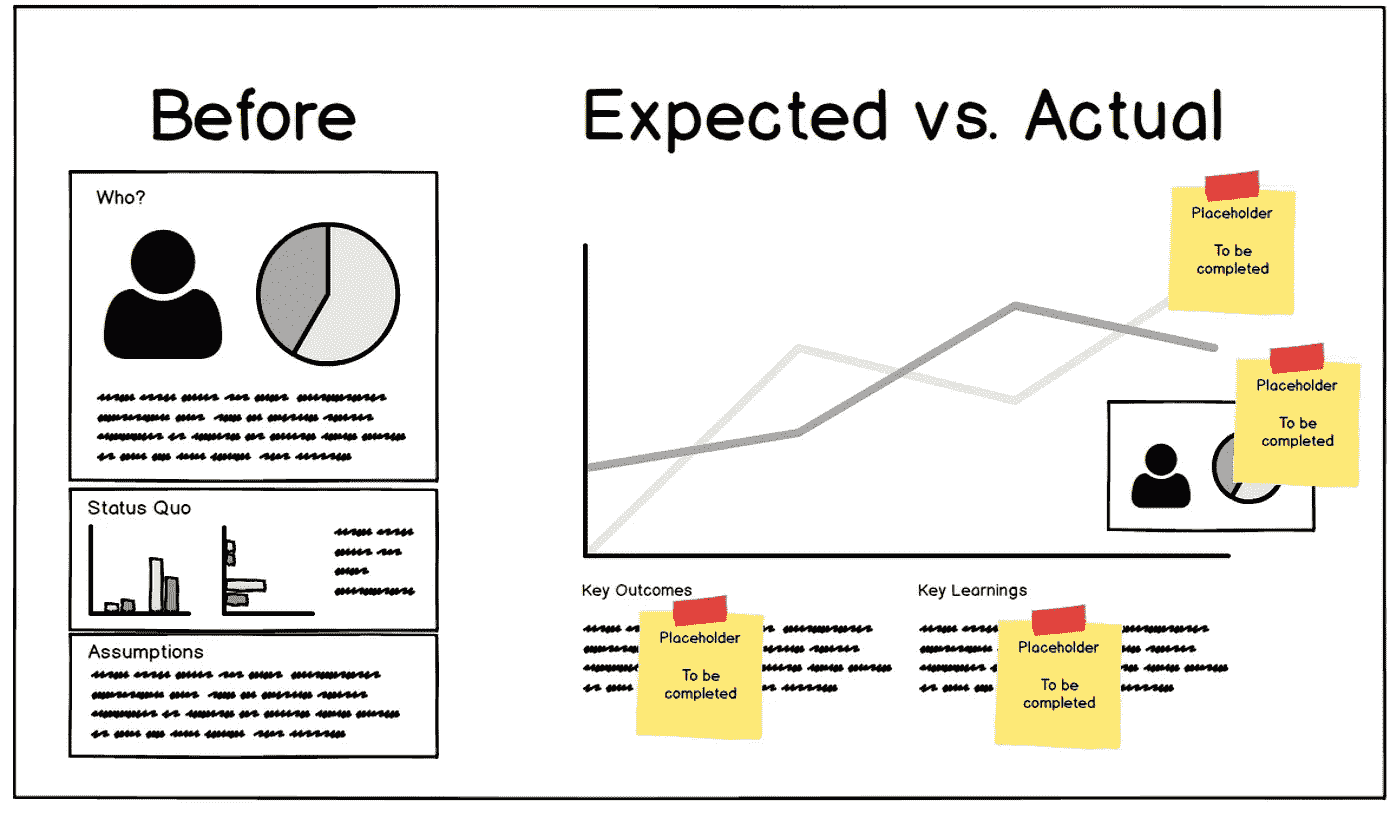 Before
Who?
Status Quo
Assumptions
Expected vs. Actual
Placeholder
To be
completed
Placeholder
To be
completed
Key Outcomes
Placeholder
To be
completed
Key Learnings
Placeholder
To be
completed